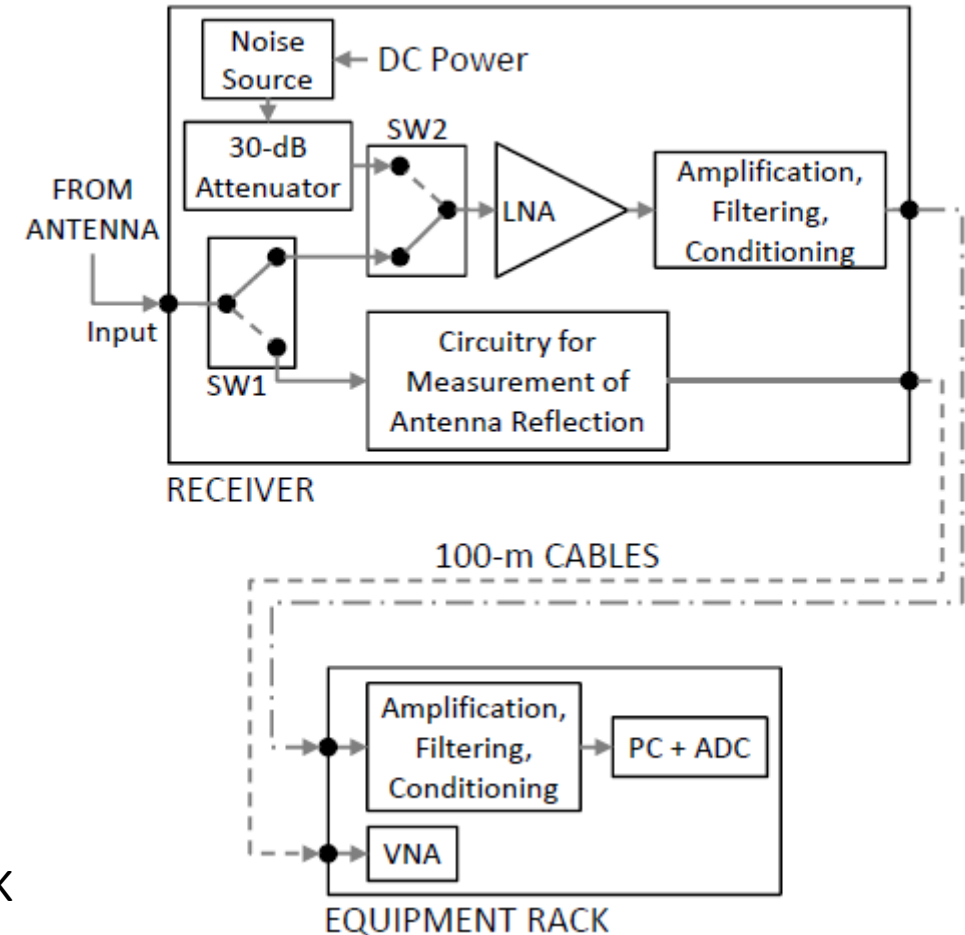 Noise
Source
DC Power
30-dB
Attenuator
SW2
FROM
ANTENNA
LNA
Amplification,
Filtering,
Conditioning
Input
SW1
Circuitry for
Measurement of
Antenna Reflection
RECEIVER
100-m CABLES
Amplification,
Filtering,
Conditioning
PC + ADC
VNA
K
EQUIPMENT RACK